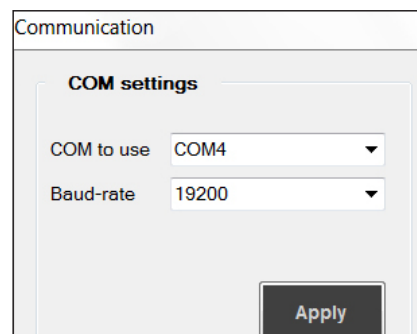 Communication
COM settings
COM to use COM4
Baud-rate 19200
Apply